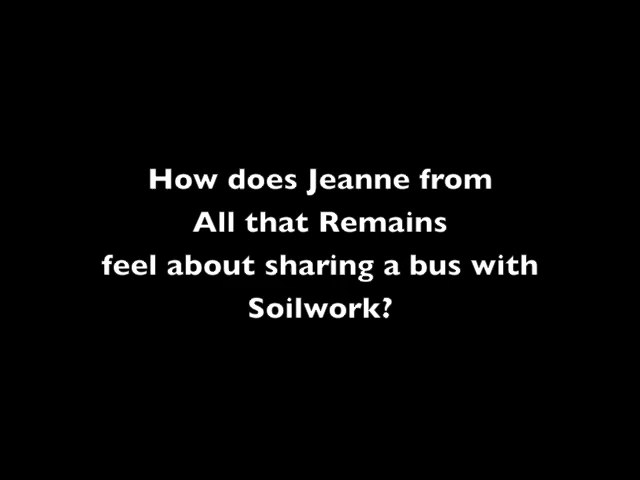 How does Jeanne from
All that Remains
feel about sharing a bus with
Soilwork?